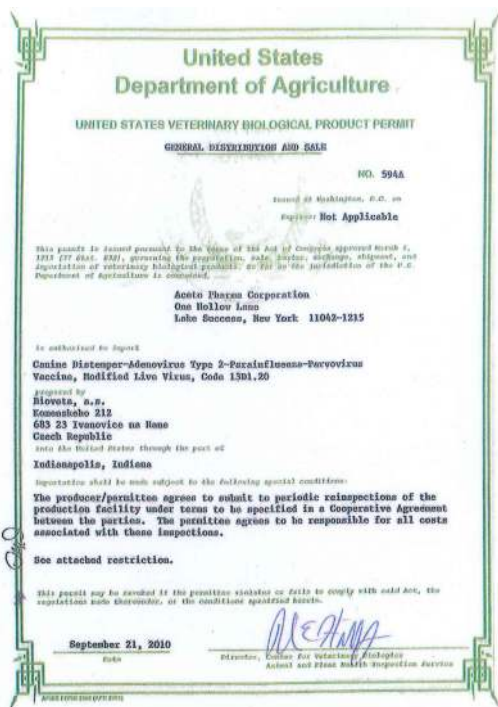 United States
Department of Agriculture
UNITED STATES VETERINARY BIOLOGICAL PRODUCT PERMIT
GENERAL DISTRIBUTION AND SALE
NO. 594A
Issued at Washington, D.C. on
Expires: Not Applicable
This permit is issued pursuant to the terms of the Act of Congress approved March 4,
1913 (37 Stat. 832), governing the preparation, sale, barter, exchange, shipment, and
importation of veterinary biological products. So far as the jurisdiction of the U.S.
Department of Agriculture is concerned,
Aceto Pharma Corporation
One Hollow Lane
Lake Success, New York 11042-1215
is authorized to import
Canine Distemper-Adenovirus Type 2-Parainfluenza-Parvovirus
Vaccine, Modified Live Virus, Code 13D1.20
prepared by
Bioveta, a.s.
Komenskeho 212
683 23 Ivanovice na Hane
Czech Republic
into the United States through the port of
Indianapolis, Indiana
Importation shall be made subject to the following special conditions:
The producer/permittee agrees to submit to periodic reinspections of the
production facility under terms to be specified in a Cooperative Agreement
between the parties. The permittee agrees to be responsible for all costs
associated with these inspections.
See attached restriction.
This permit may be revoked if the permittee violates or fails to comply with said Act, the
regulations made thereunder, or the conditions specified herein.
September 21, 2010
Date
Director, Center for Veterinary Biologics
Animal and Plant Health Inspection Service